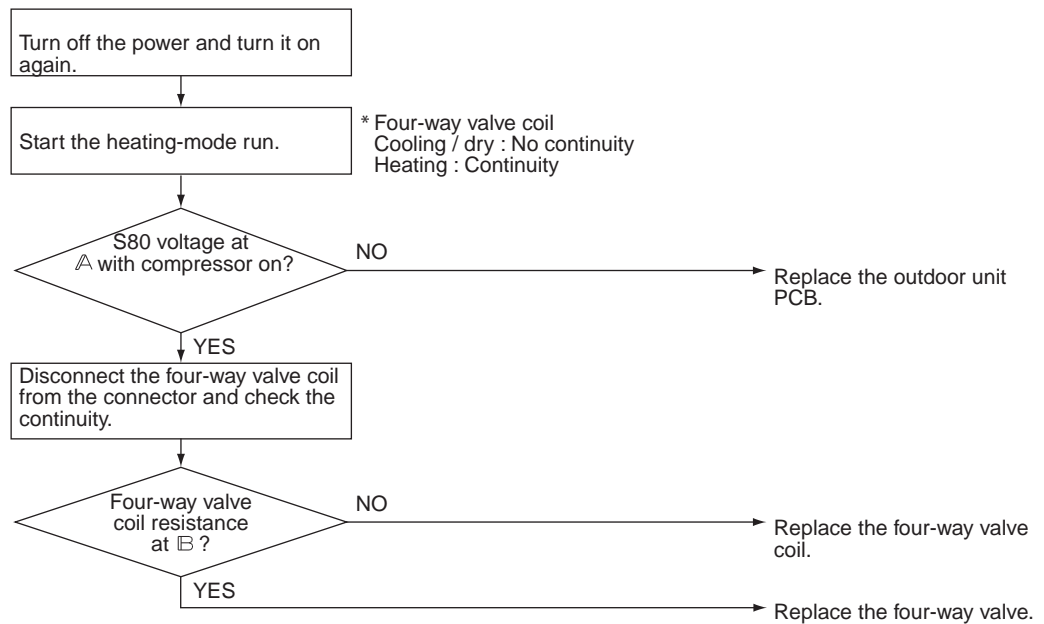 Turn off the power and turn it on
again.
Start the heating-mode run.
* Four-way valve coil
Cooling / dry : No continuity
Heating : Continuity
S80 voltage at
𝔸 with compressor on?
NO
Replace the outdoor unit
PCB.
YES
Disconnect the four-way valve coil
from the connector and check the
continuity.
Four-way valve
coil resistance
at 𝔹 ?
NO
Replace the four-way valve
coil.
YES
Replace the four-way valve.